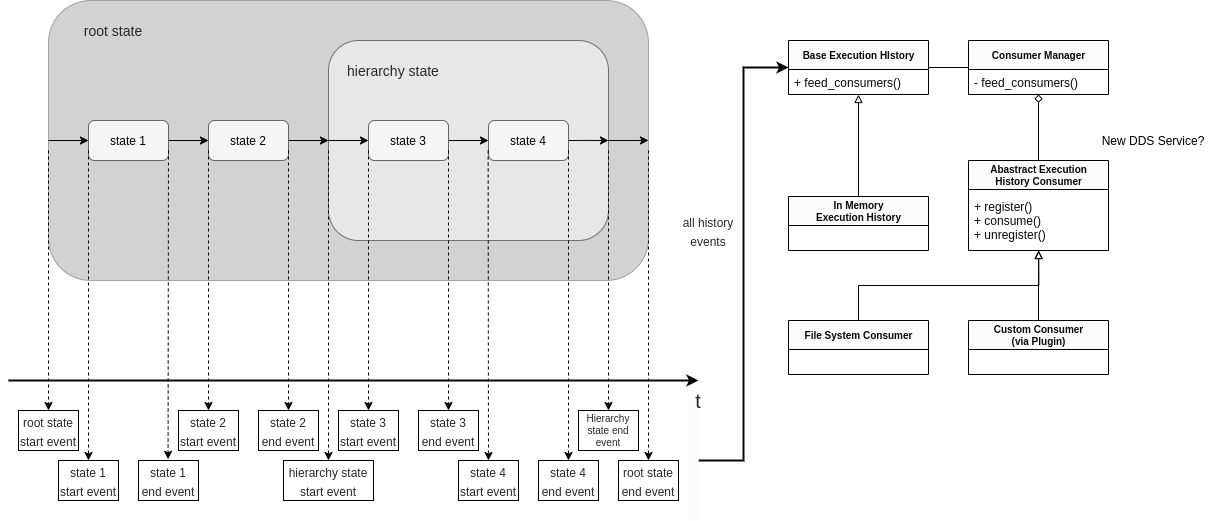 root state
hierarchy state
state 1
state 2
state 3
state 4
t
root state
start event
state 1
start event
state 1
end event
state 2
start event
state 2
end event
hierarchy state
start event
state 3
start event
state 3
end event
state 4
start event
state 4
end event
Hierarchy
state end
event
root state
end event
all history
events
Base Execution HIstory
+ feed_consumers()
Consumer Manager
- feed_consumers()
New DDS Service?
In Memory
Execution History
Abastract Execution
History Consumer
+ register()
+ consume()
+ unregister()
File System Consumer
Custom Consumer
(via Plugin)